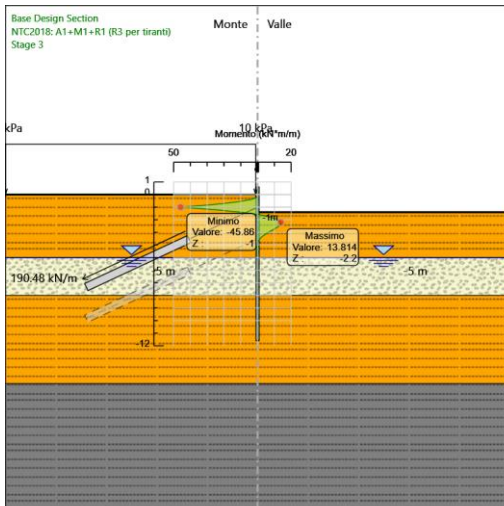 Base Design Section
NTC2018: A1+M1+R1 (R3 per tiranti)
Stage 3
Monte Valle
kPa
10 kPa
Momento (kN*m/m)
50
20
1
0
-1m
Minimo
Valore: -45.86
Z : -1
Massimo
Valore: 13.814
Z : -2.2
190.48 kN/m
-5 m
-5 m
-12